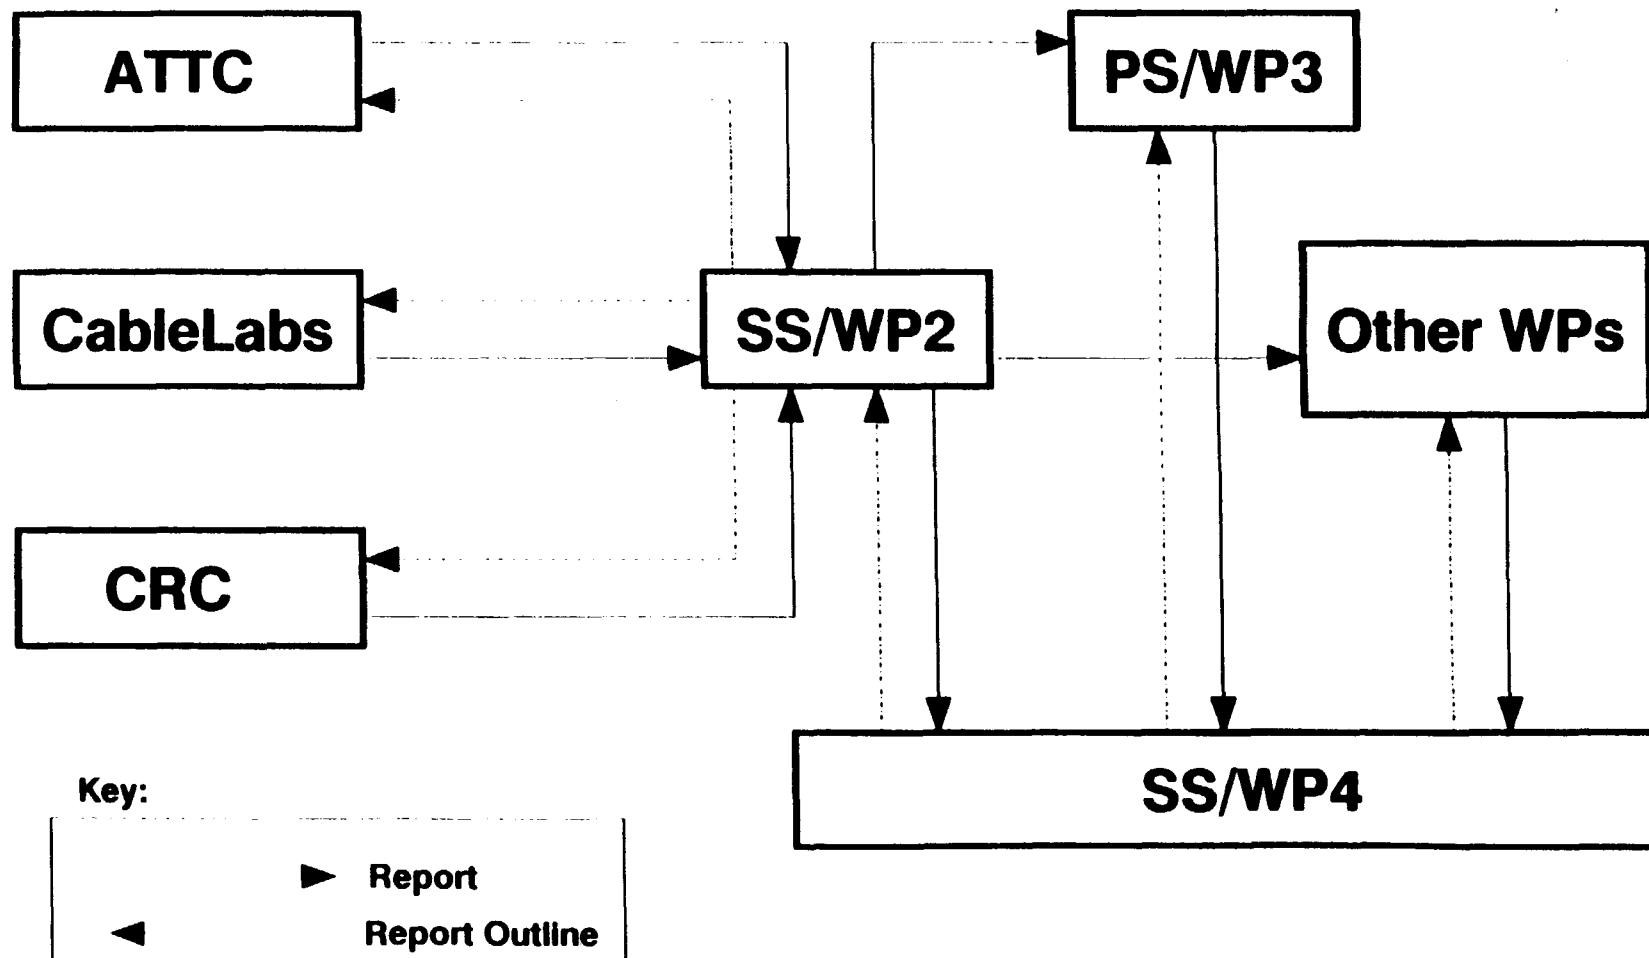 ATTC
PS/WP3
CableLabs
SS/WP2
Other WPs
CRC
SS/WP4
Key:
Report
Report Outline